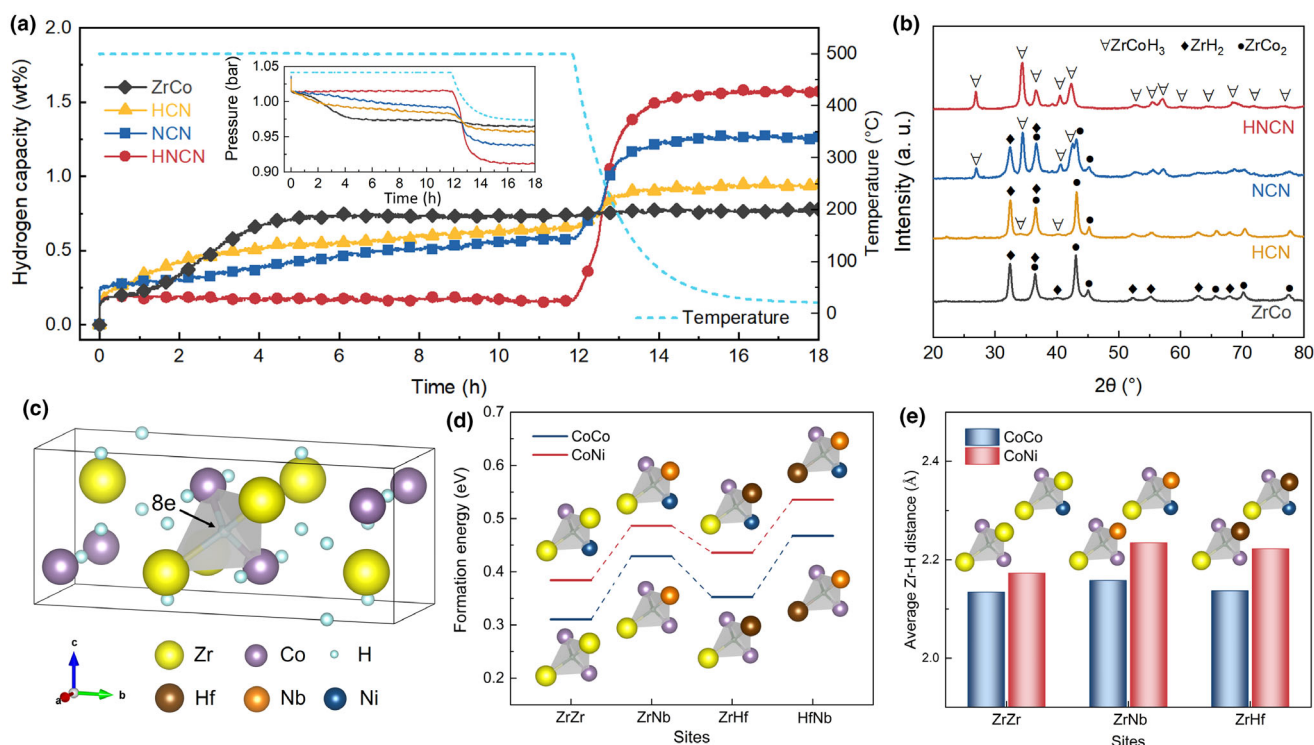 (a)
2.0
1.5
1.0
0.5
0.0
Hydrogen capacity (wt%)
ZrCo
HCN
NCN
HNCN
1.05
1.00
0.95
0.90
Pressure (bar)
0 2 4 6 8 10 12 14 16 18
Time (h)
Temperature
500
400
300
200
100
0
Temperature (°C)
0 2 4 6 8 10 12 14 16 18
Time (h)
(b)
Intensity (a. u.)
ZrCoH3 ZrH2 ZrCo2
HNCN
NCN
HCN
ZrCo
20 30 40 50 60 70 80
2θ (°)
(c)
8e
c
a b
Zr Co H
Hf Nb Ni
(d)
0.7
0.6
0.5
0.4
0.3
0.2
Formation energy (eV)
CoCo
CoNi
ZrZr ZrNb ZrHf HfNb
Sites
(e)
2.4
2.2
2.0
Average Zr-H distance (Å)
CoCo
CoNi
ZrZr ZrNb ZrHf
Sites